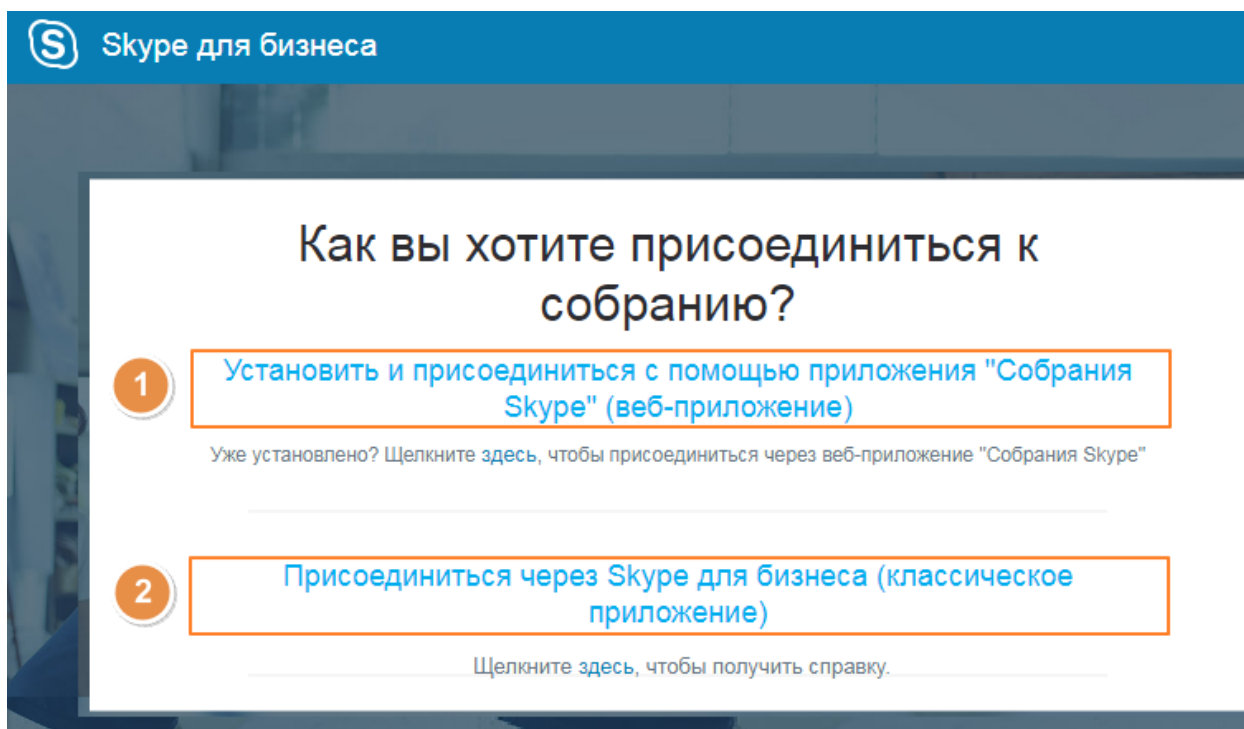 Skype для бизнеса
Как вы хотите присоединиться к
собранию?
1
Установить и присоединиться с помощью приложения "Собрания
Skype" (веб-приложение)
Уже установлено? Щелкните здесь, чтобы присоединиться через веб-приложение "Собрания Skype"
2
Присоединиться через Skype для бизнеса (классическое
приложение)
Щелкните здесь, чтобы получить справку.